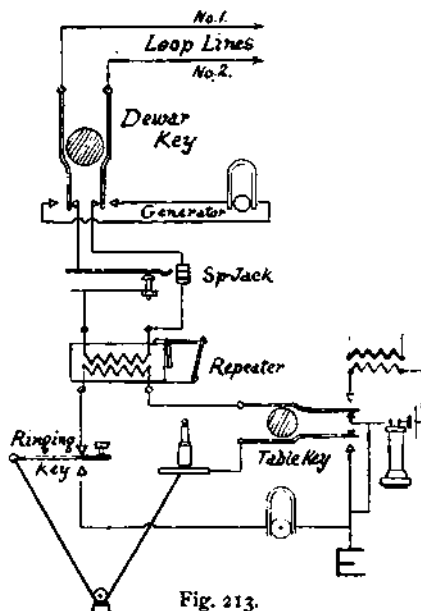 No.1.
Loop Lines
No.2.
Dewar
Key
Generator
Sp-Jack
Repeater
Ringing
Key
Table Key
E
Fig. 213.